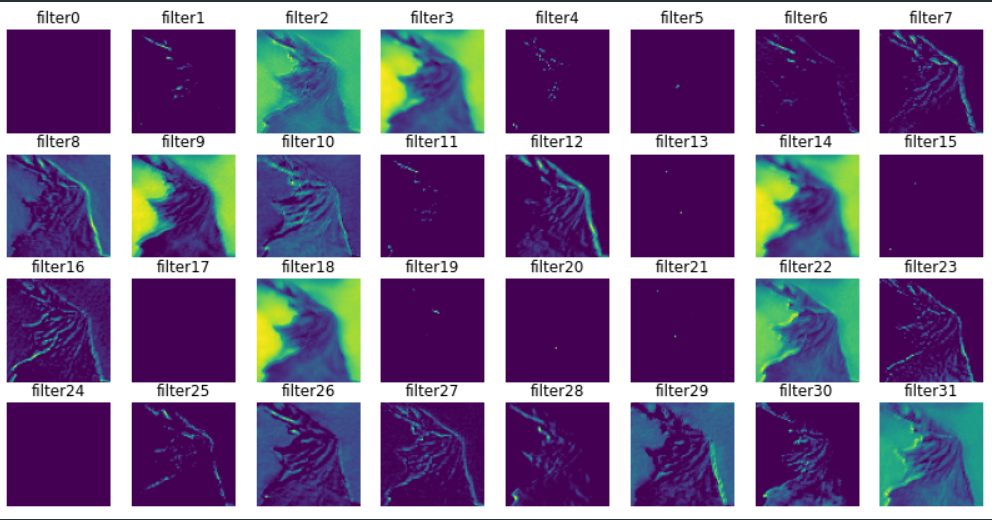 filter0 filter1 filter2 filter3 filter4 filter5 filter6 filter7
filter8 filter9 filter10 filter11 filter12 filter13 filter14 filter15
filter16 filter17 filter18 filter19 filter20 filter21 filter22 filter23
filter24 filter25 filter26 filter27 filter28 filter29 filter30 filter31